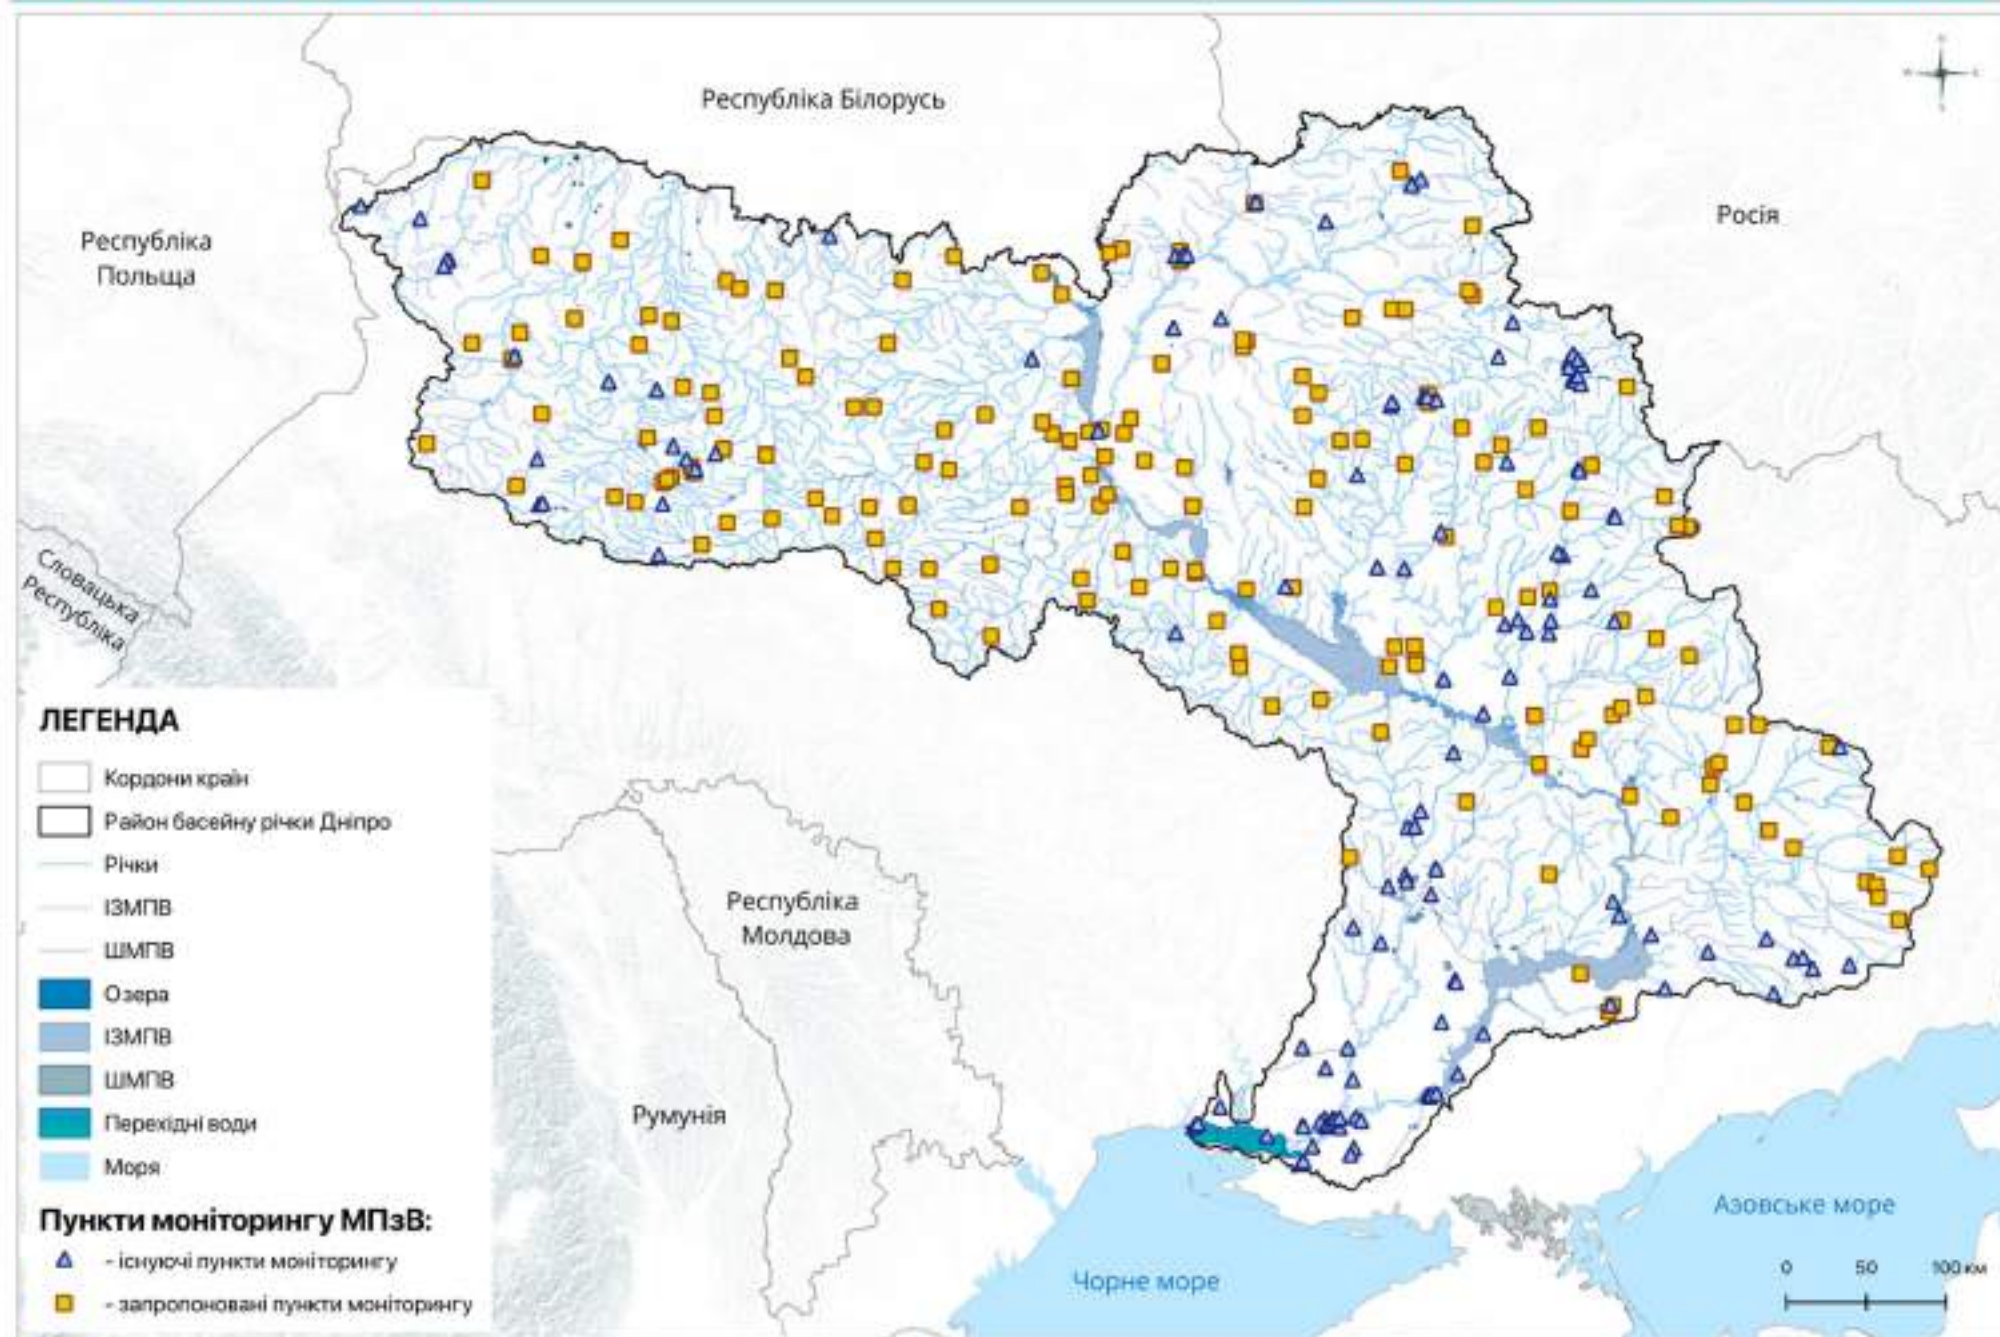 Республіка Білорусь
Росія
Республіка
Польща
Словацька
Республіка
ЛЕГЕНДА
Кордони країн
Район басейну річки Дніпро
Річки
ІЗМПВ
ШМПВ
Озера
ІЗМПВ
ШМПВ
Перехідні води
Моря
Пункти моніторингу МПзВ:
- існуючі пункти моніторингу
- запропоновані пункти моніторингу
Республіка
Молдова
Румунія
Чорне море
Азовське море
0 50 100 км